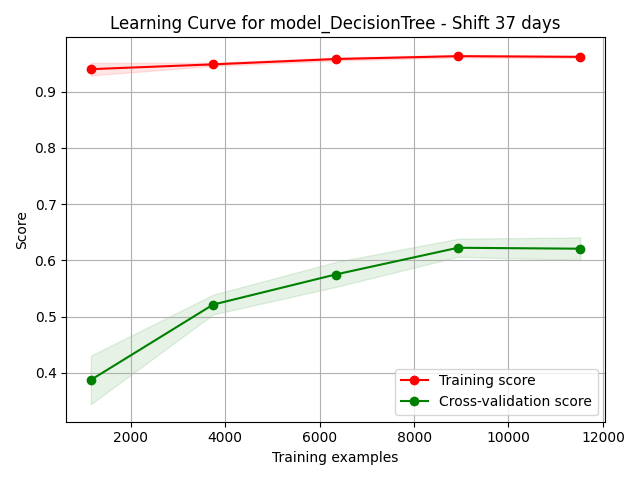 Learning Curve for model_DecisionTree - Shift 37 days
Score
0.9
0.8
0.7
0.6
0.5
0.4
Training score
Cross-validation score
2000 4000 6000 8000 10000 12000
Training examples